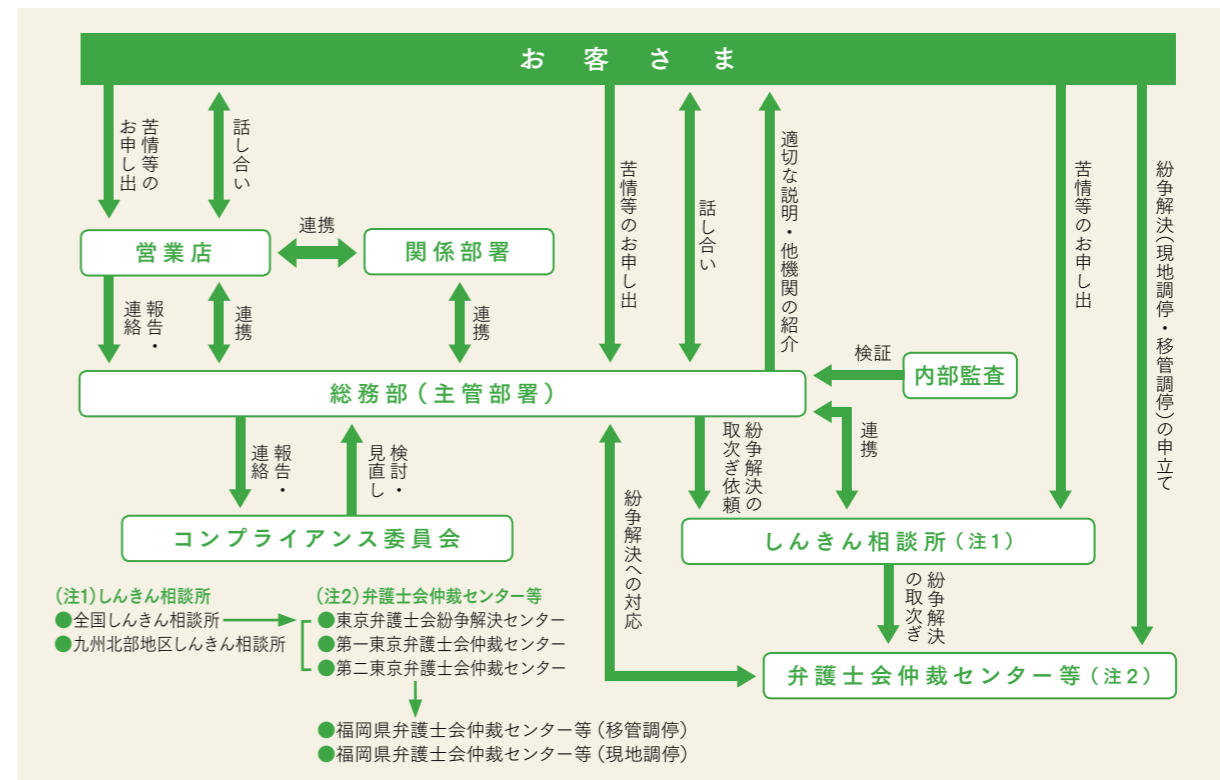 お客さま
苦情等の
お申し出
話し合い
苦情等のお申し出
話し合い
適切な説明・他機関の紹介
苦情等のお申し出
紛争解決(現地調停・移管調停)の申立て
営業店
連携
関係部署
報告・
連絡
連携
連携
検証
内部監査
総務部(主管部署)
報告・
連絡
検討・
見直し
紛争解決の
取次ぎ依頼
連携
紛争解決への対応
コンプライアンス委員会
しんきん相談所(注1)
紛争解決
の取次ぎ
弁護士会仲裁センター等(注2)
(注1)しんきん相談所
●全国しんきん相談所
●九州北部地区しんきん相談所
(注2)弁護士会仲裁センター等
●東京弁護士会紛争解決センター
●第一東京弁護士会仲裁センター
●第二東京弁護士会仲裁センター
●福岡県弁護士会仲裁センター等(移管調停)
●福岡県弁護士会仲裁センター等(現地調停)